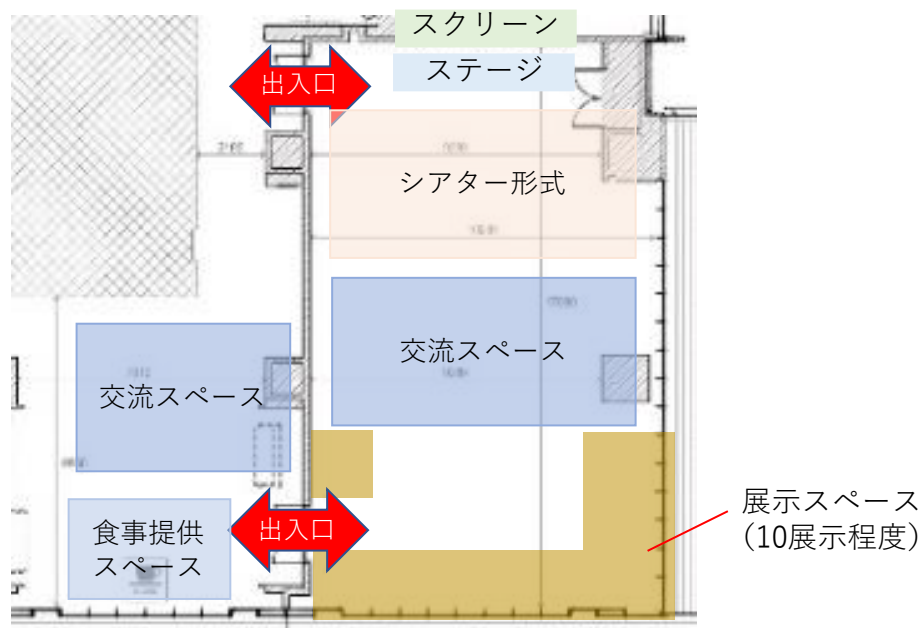 スクリーン
ステージ
出入口
シアター形式
交流スペース
交流スペース
食事提供
スペース
出入口
展示スペース
(10展示程度)